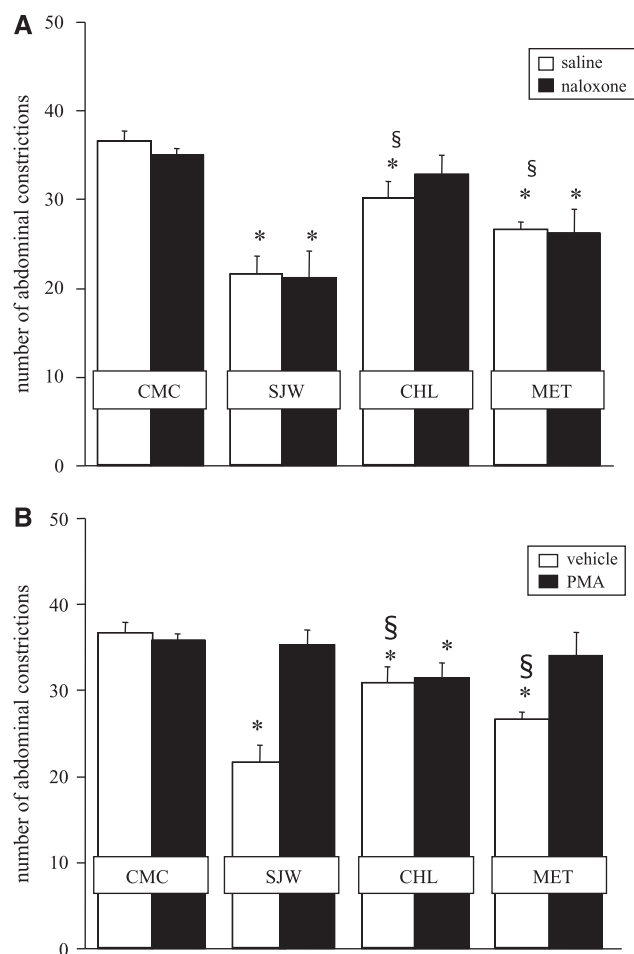 A
50
saline
naloxone
number of abdominal constrictions
40
§
§
*
* *
30
* *
20
10
CMC SJW CHL MET
0
B
50
vehicle
PMA
number of abdominal constrictions
40
§
* *
§
*
30
*
20
10
CMC SJW CHL MET
0